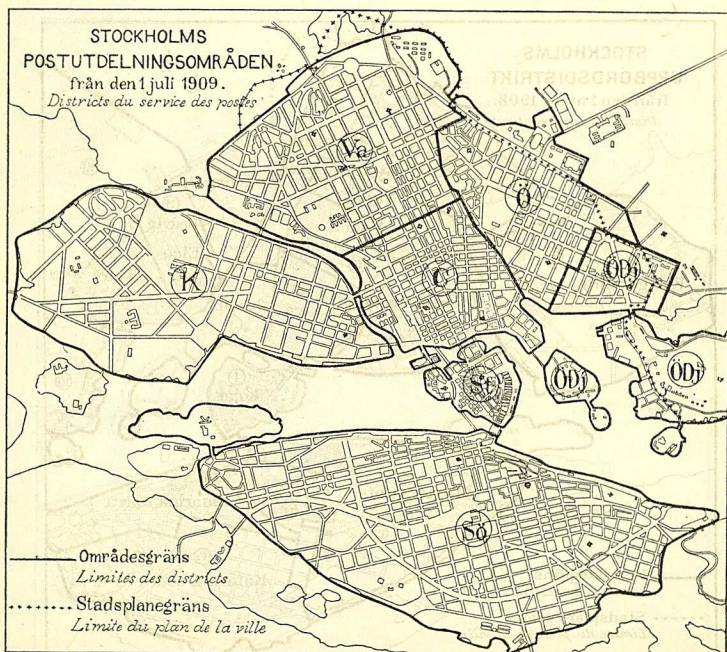 STOCKHOLMS
POSTUTDELNINGSOMRÅDEN.
från den 1 juli 1909.
Districts du service des postes
Va
Ö
ÖDj
K
C
St
ÖDj
ÖDj
Sö
Områdesgräns
Limites des districts
Stadsplanegräns
Limite du plan de la ville